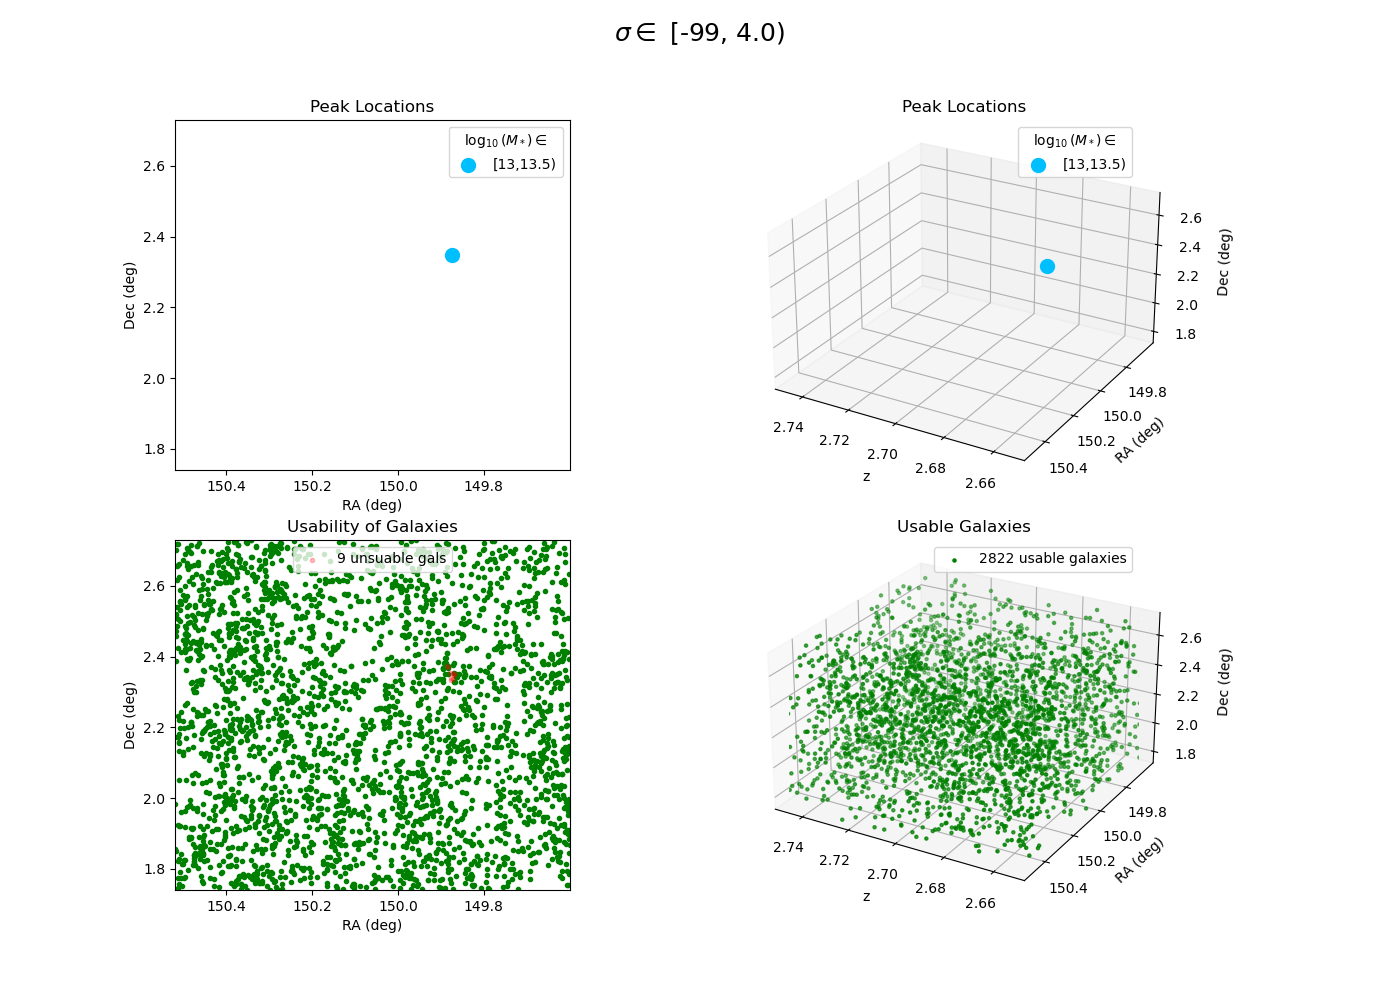 σ ∈ [-99, 4.0)
Peak Locations
log₁₀(M*) ∈
[13,13.5)
2.6
2.4
2.2
2.0
1.8
Dec (deg)
150.4 150.2 150.0 149.8
RA (deg)
Peak Locations
log₁₀(M*) ∈
[13,13.5)
2.6
2.4
2.2
2.0
1.8
Dec (deg)
149.8
150.0
150.2
150.4
RA (deg)
2.74
2.72
2.70
2.68
2.66
z
Usability of Galaxies
9 unsuable gals
2.6
2.4
2.2
2.0
1.8
Dec (deg)
150.4 150.2 150.0 149.8
RA (deg)
Usable Galaxies
2822 usable galaxies
2.6
2.4
2.2
2.0
1.8
Dec (deg)
149.8
150.0
150.2
150.4
RA (deg)
2.74
2.72
2.70
2.68
2.66
z